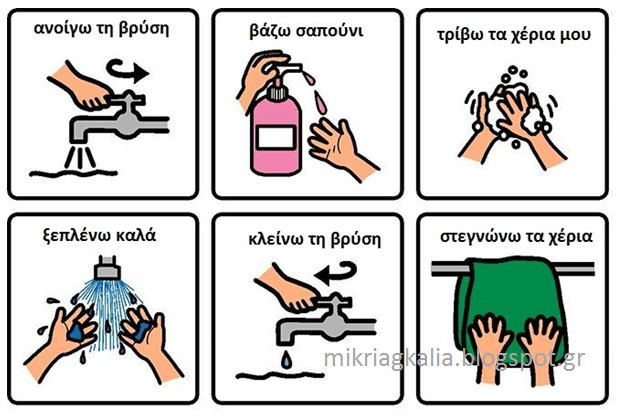 ανοίγω τη βρύση
βάζω σαπούνι
τρίβω τα χέρια μου
ξεπλένω καλά
κλείνω τη βρύση
στεγνώνω τα χέρια
mikriagkalia.blogspot.gr